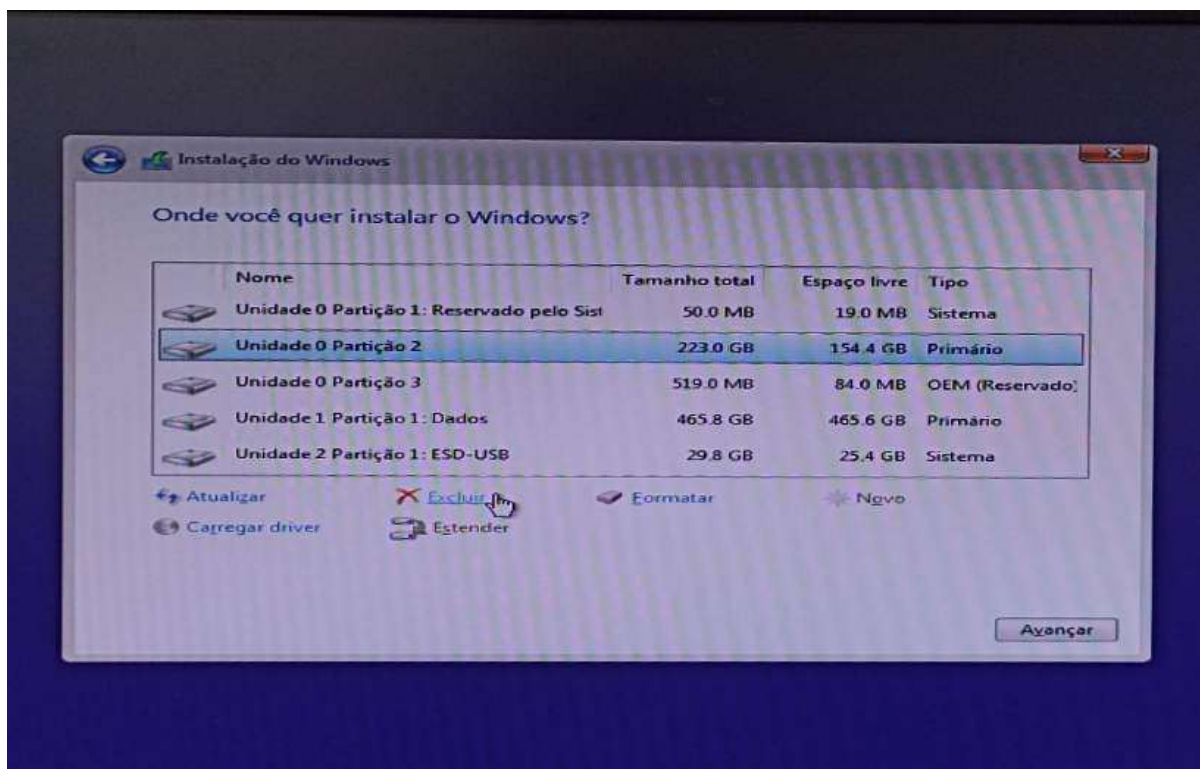 Instalação do Windows
Onde você quer instalar o Windows?
Nome Tamanho total Espaço livre Tipo
Unidade 0 Partição 1: Reservado pelo Sist 50.0 MB 19.0 MB Sistema
Unidade 0 Partição 2 223.0 GB 154.4 GB Primário
Unidade 0 Partição 3 519.0 MB 84.0 MB OEM (Reservado)
Unidade 1 Partição 1: Dados 465.8 GB 465.6 GB Primário
Unidade 2 Partição 1: ESD-USB 29.8 GB 25.4 GB Sistema
Atualizar Excluir Formatar Novo
Carregar driver Estender
Avançar